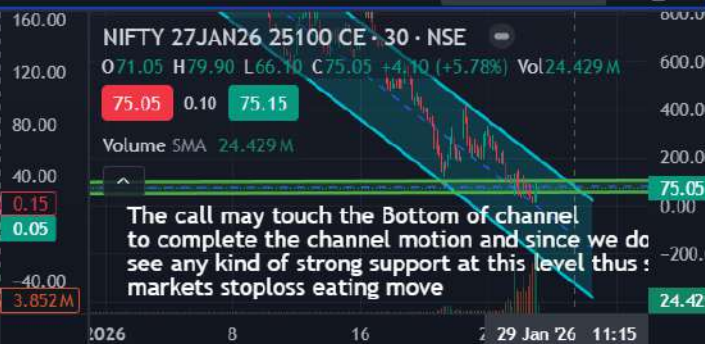 160.00
800.0
NIFTY 27JAN26 25100 CE · 30 · NSE
O71.05 H79.90 L66.10 C75.05 +4.10 (+5.78%) Vol24.429 M
120.00
600.0
75.05 0.10 75.15
80.00
400.0
Volume SMA 24.429 M
40.00
200.0
75.05
0.15
0.00
0.05
The call may touch the Bottom of channel
to complete the channel motion and since we do
see any kind of strong support at this level thus
markets stoploss eating move
-200.
-40.00
3.852M
24.42
2026 8 16 29 Jan '26 11:15